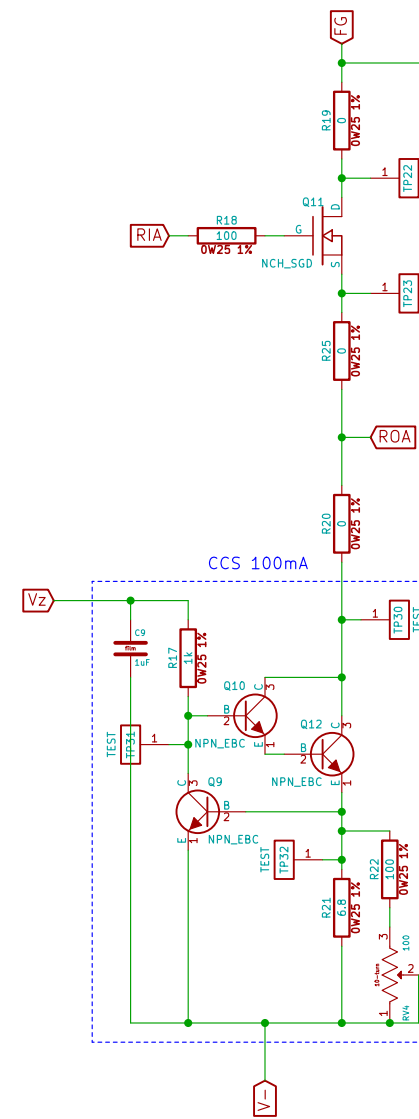 FG
R19
0
0W25 1%
1
TP22
Q11
D
G
S
NCH_SGD
RIA
R18
100
0W25 1%
1
TP23
R25
0
0W25 1%
ROA
R20
0
0W25 1%
CCS 100mA
Vz
C9
film
1uF
R17
1k
0W25 1%
1
TP30
TEST
Q10
C
3
B
2
E
1
NPN_EBC
Q12
C
3
B
2
E
1
NPN_EBC
TEST
TP31
1
Q9
C
3
B
2
E
1
NPN_EBC
TEST
TP32
1
R22
100
0W25 1%
R21
6.8
0W25 1%
3
100
10-turn
2
1
RV4
V-